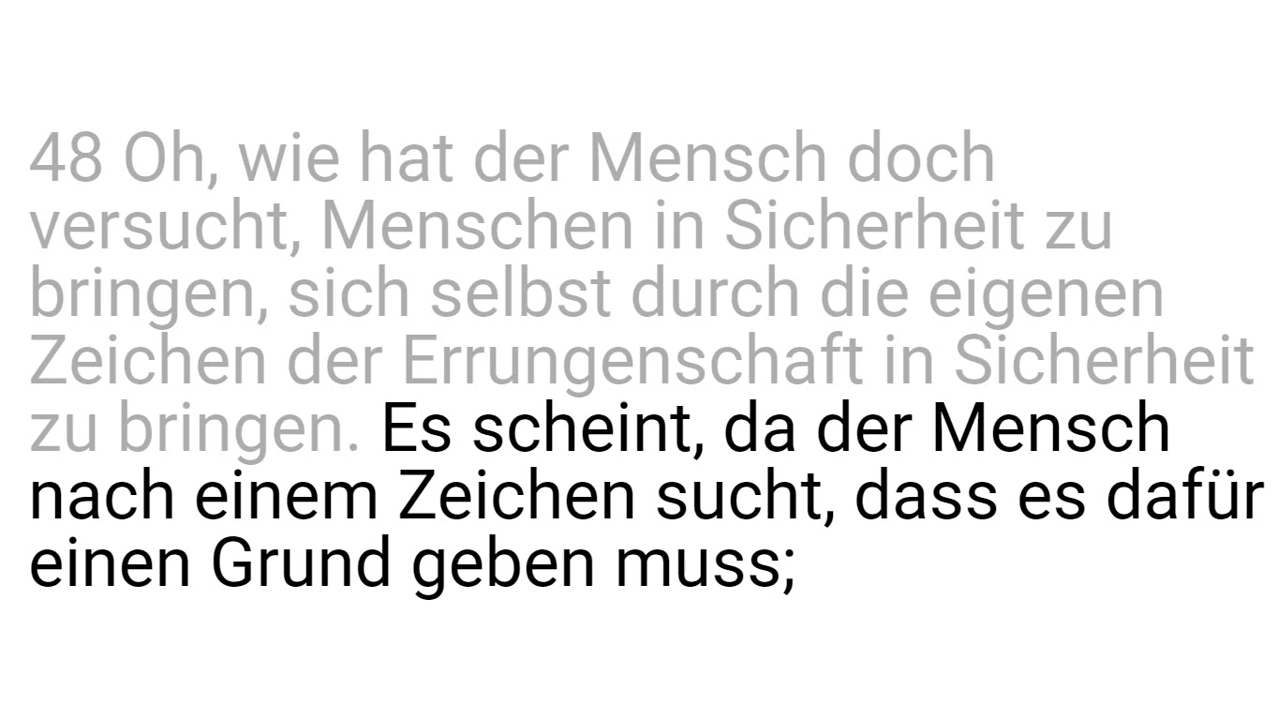 48 Oh, wie hat der Mensch doch
versucht, Menschen in Sicherheit zu
bringen, sich selbst durch die eigenen
Zeichen der Errungenschaft in Sicherheit
zu bringen. Es scheint, da der Mensch
nach einem Zeichen sucht, dass es dafür
einen Grund geben muss;